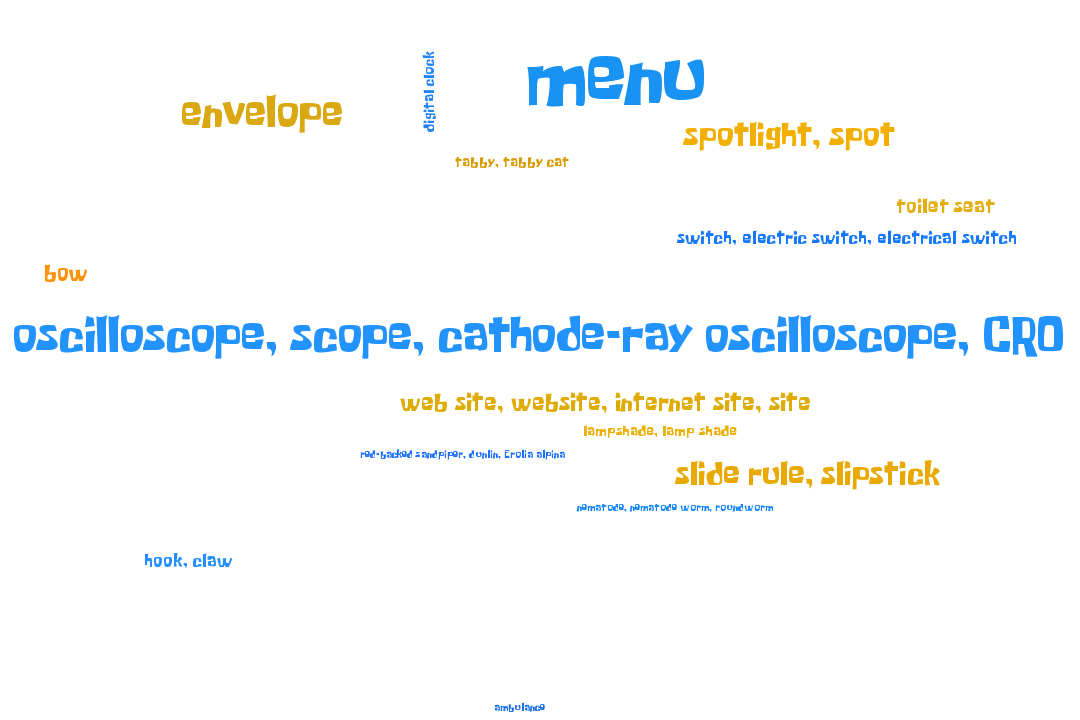 digital clock
menu
envelope
spotlight, spot
tabby, tabby cat
toilet seat
switch, electric switch, electrical switch
bow
oscilloscope, scope, cathode-ray oscilloscope, CRO
web site, website, internet site, site
lampshade, lamp shade
red-backed sandpiper, dunlin, Erolia alpina
slide rule, slipstick
nematode, nematode worm, roundworm
hook, claw
ambulance